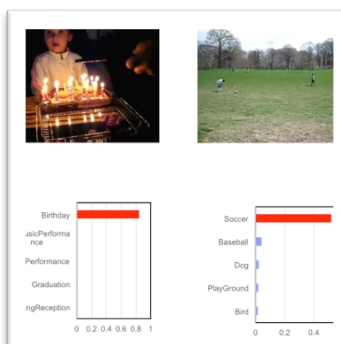 Birthday
usicPerforma
nce
Performance
Graduation
ngReception
0 0.2 0.4 0.6 0.8 1
Soccer
Baseball
Dog
PlayGround
Bird
0 0.2 0.4